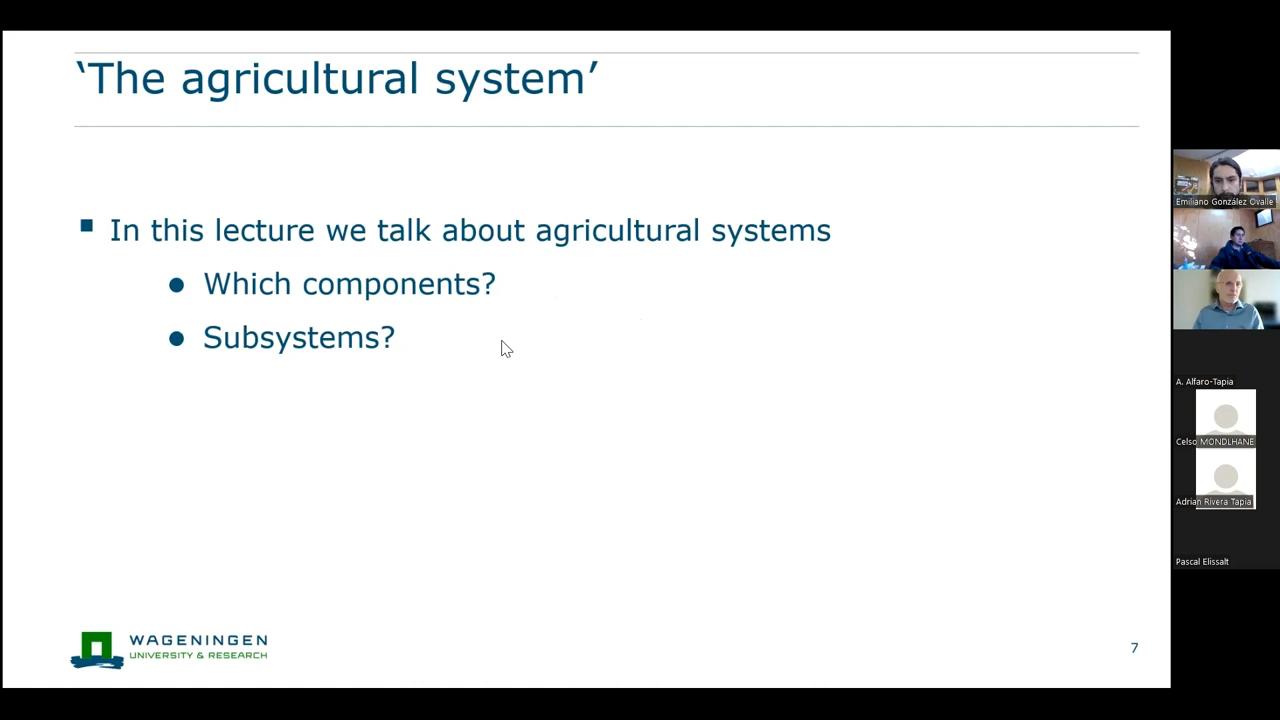 ‘The agricultural system’
In this lecture we talk about agricultural systems
Which components?
Subsystems?
WAGENINGEN
UNIVERSITY & RESEARCH
7
Emiliano González Ovalle
A. Alfaro-Tapia
Celso MONDLHANE
Adrian Rivera-Tapia
Pascal Elissalt